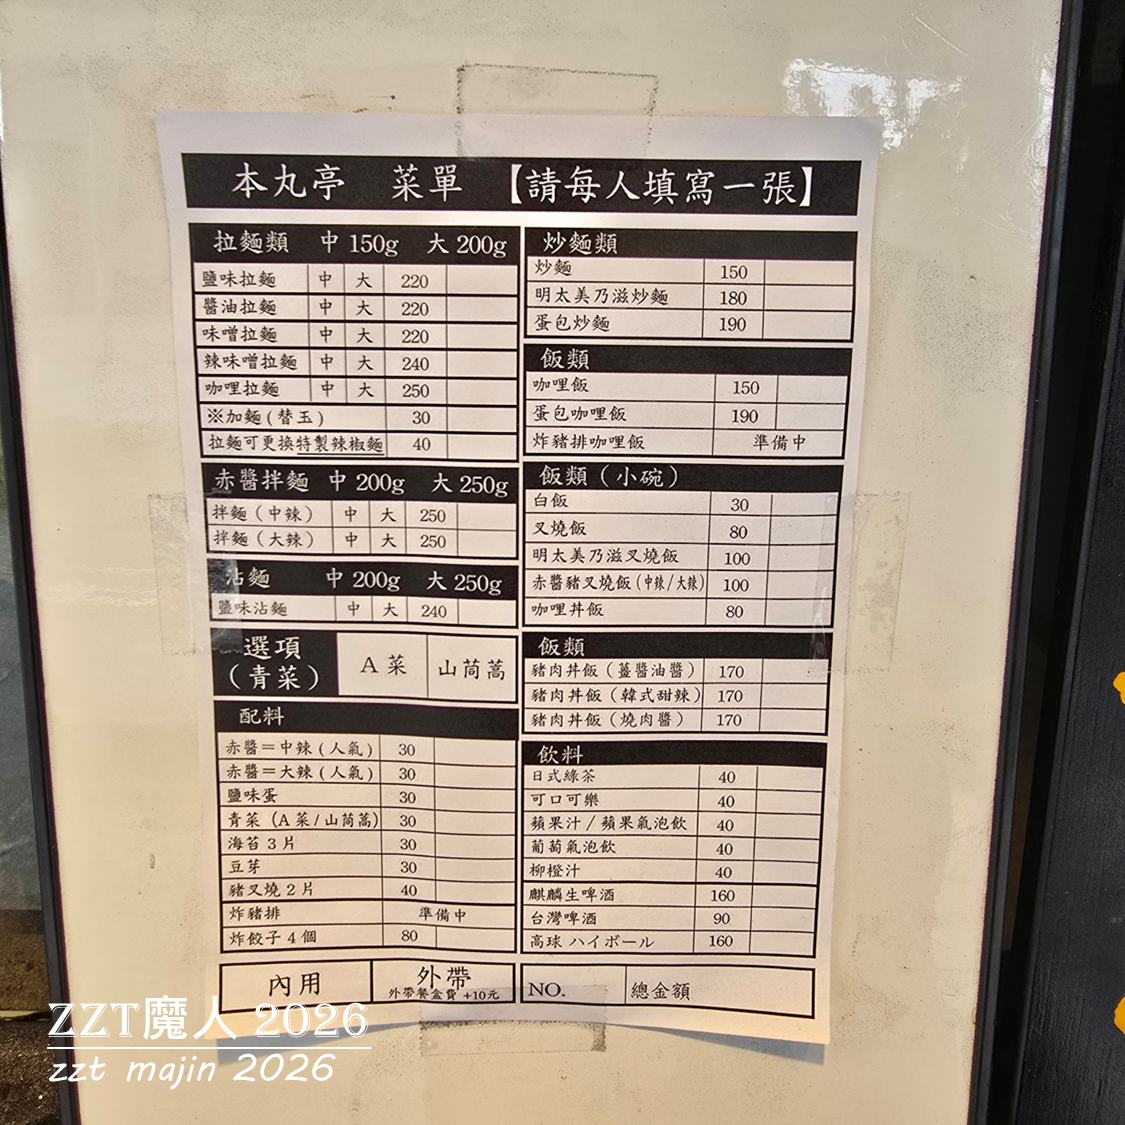 本丸亭 菜單 【請每人填寫一張】
拉麵類 中 150g 大 200g
鹽味拉麵 中 大 220
醬油拉麵 中 大 220
味噌拉麵 中 大 220
辣味噌拉麵 中 大 240
咖哩拉麵 中 大 250
※加麵(替玉) 30
拉麵可更換特製辣椒麵 40
赤醬拌麵 中 200g 大 250g
拌麵(中辣) 中 大 250
拌麵(大辣) 中 大 250
沾麵 中 200g 大 250g
鹽味沾麵 中 大 240
選項
(青菜) A菜 山茼蒿
配料
赤醬=中辣(人氣) 30
赤醬=大辣(人氣) 30
鹽味蛋 30
青菜(A菜/山茼蒿) 30
海苔3片 30
豆芽 30
豬叉燒2片 40
炸豬排 準備中
炸餃子4個 80
內用 外帶
外帶餐盒費 +10元
炒麵類
炒麵 150
明太美乃滋炒麵 180
蛋包炒麵 190
飯類
咖哩飯 150
蛋包咖哩飯 190
炸豬排咖哩飯 準備中
飯類(小碗)
白飯 30
叉燒飯 80
明太美乃滋叉燒飯 100
赤醬豬叉燒飯(中辣/大辣) 100
咖哩丼飯 80
飯類
豬肉丼飯(薑醬油醬) 170
豬肉丼飯(韓式甜辣) 170
豬肉丼飯(燒肉醬) 170
飲料
日式綠茶 40
可口可樂 40
蘋果汁/蘋果氣泡飲 40
葡萄氣泡飲 40
柳橙汁 40
麒麟生啤酒 160
台灣啤酒 90
高球 ハイボール 160
NO. 總金額
ZZT魔人 2026
zzt majin 2026